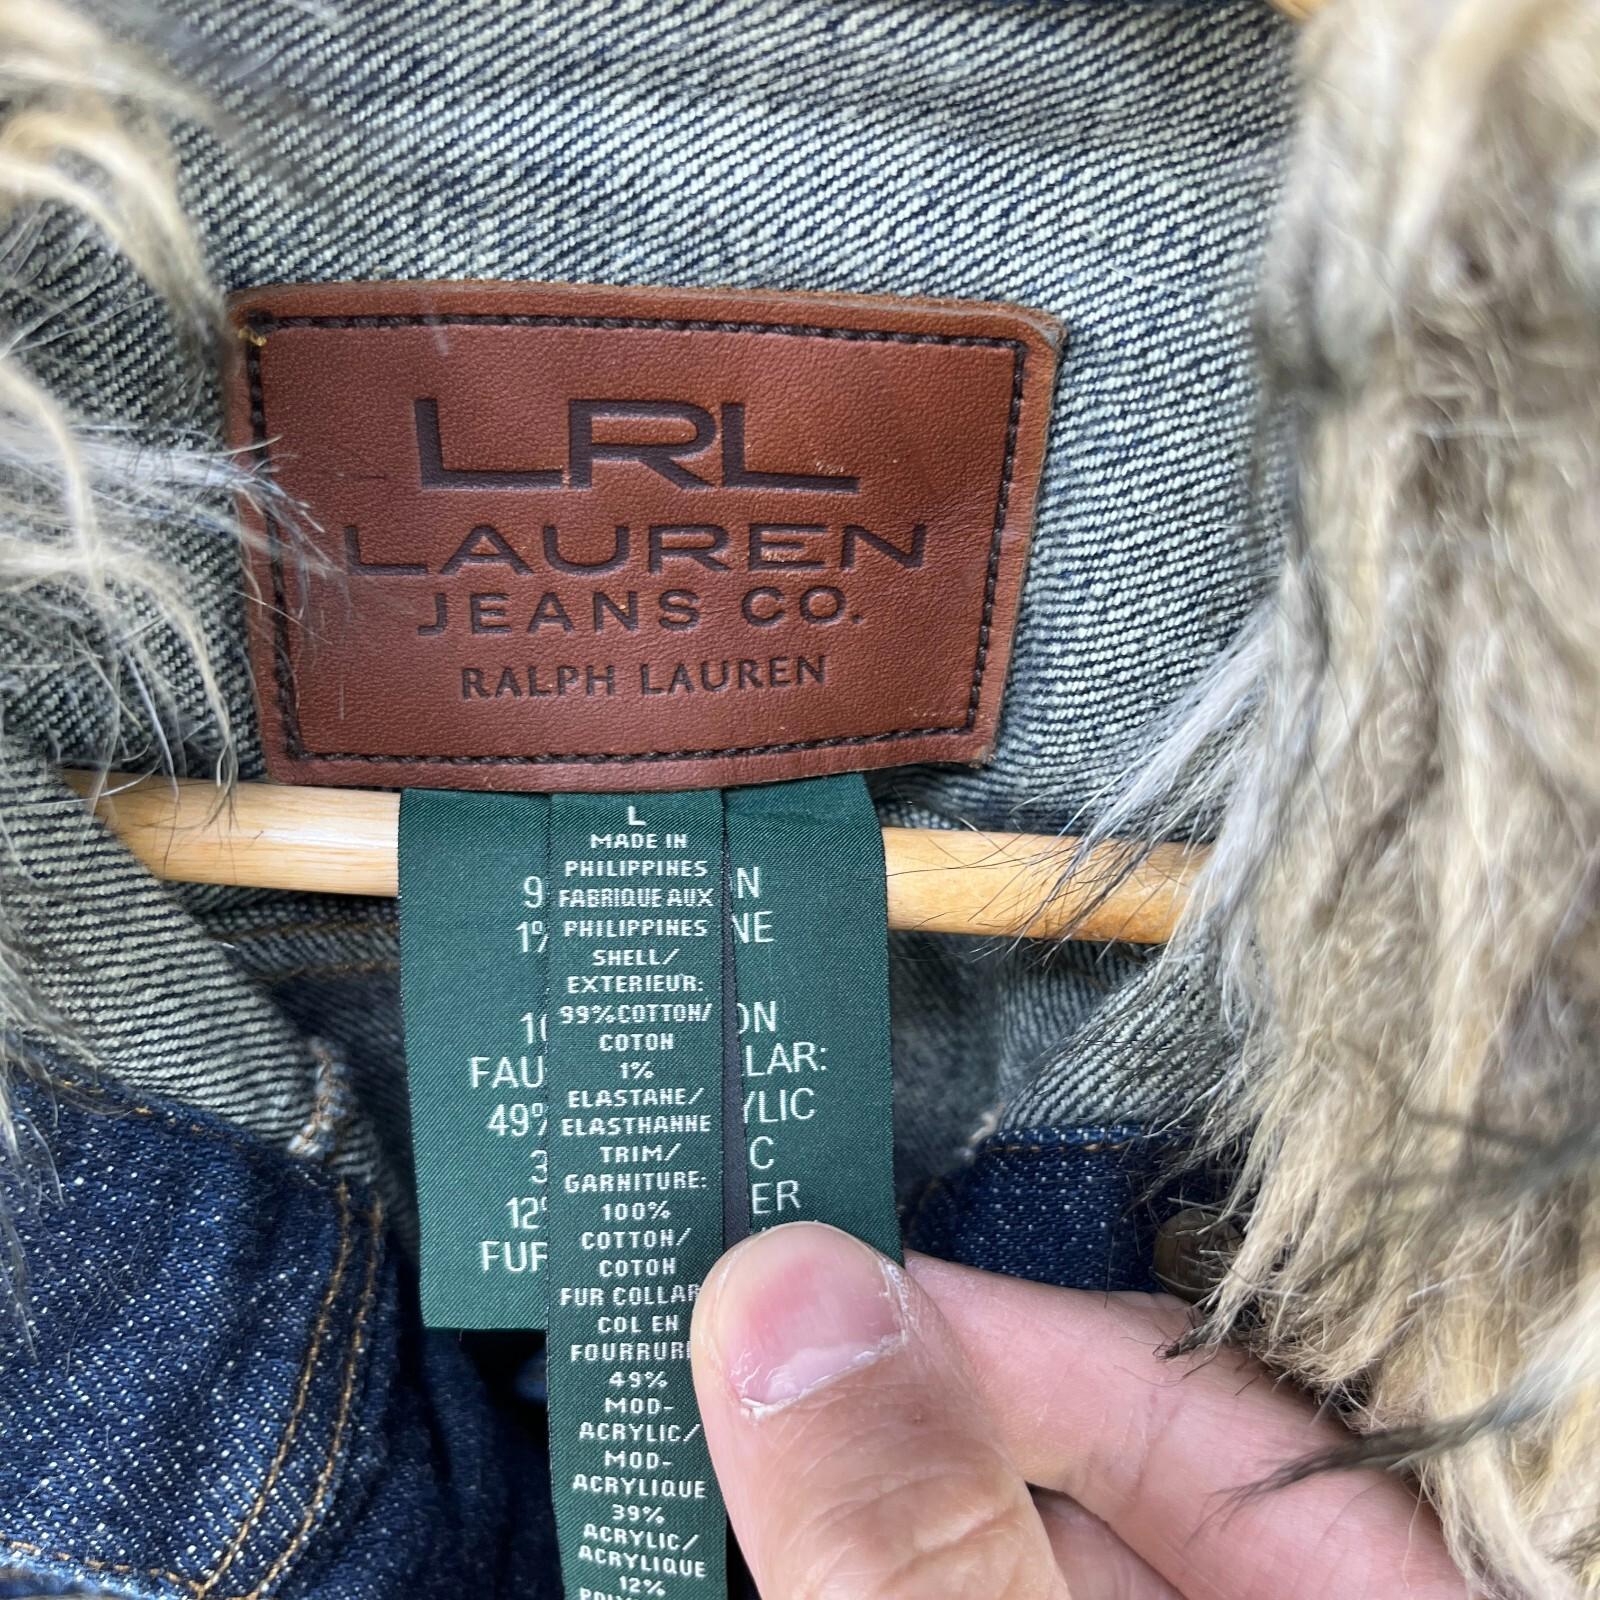 LRL
LAUREN
JEANS CO.
RALPH LAUREN
L
MADE IN
PHILIPPINES
FABRIQUE AUX
PHILIPPINES
SHELL/
EXTERIEUR:
99%COTTON/
COTON
1%
ELASTANE/
ELASTHANNE
TRIM/
GARNITURE:
100%
COTTON/
COTON
FUR COLLAR
COL EN
FOURRURE
49%
MOD-
ACRYLIC/
MOD-
ACRYLIQUE
39%
ACRYLIC/
ACRYLIQUE
12%